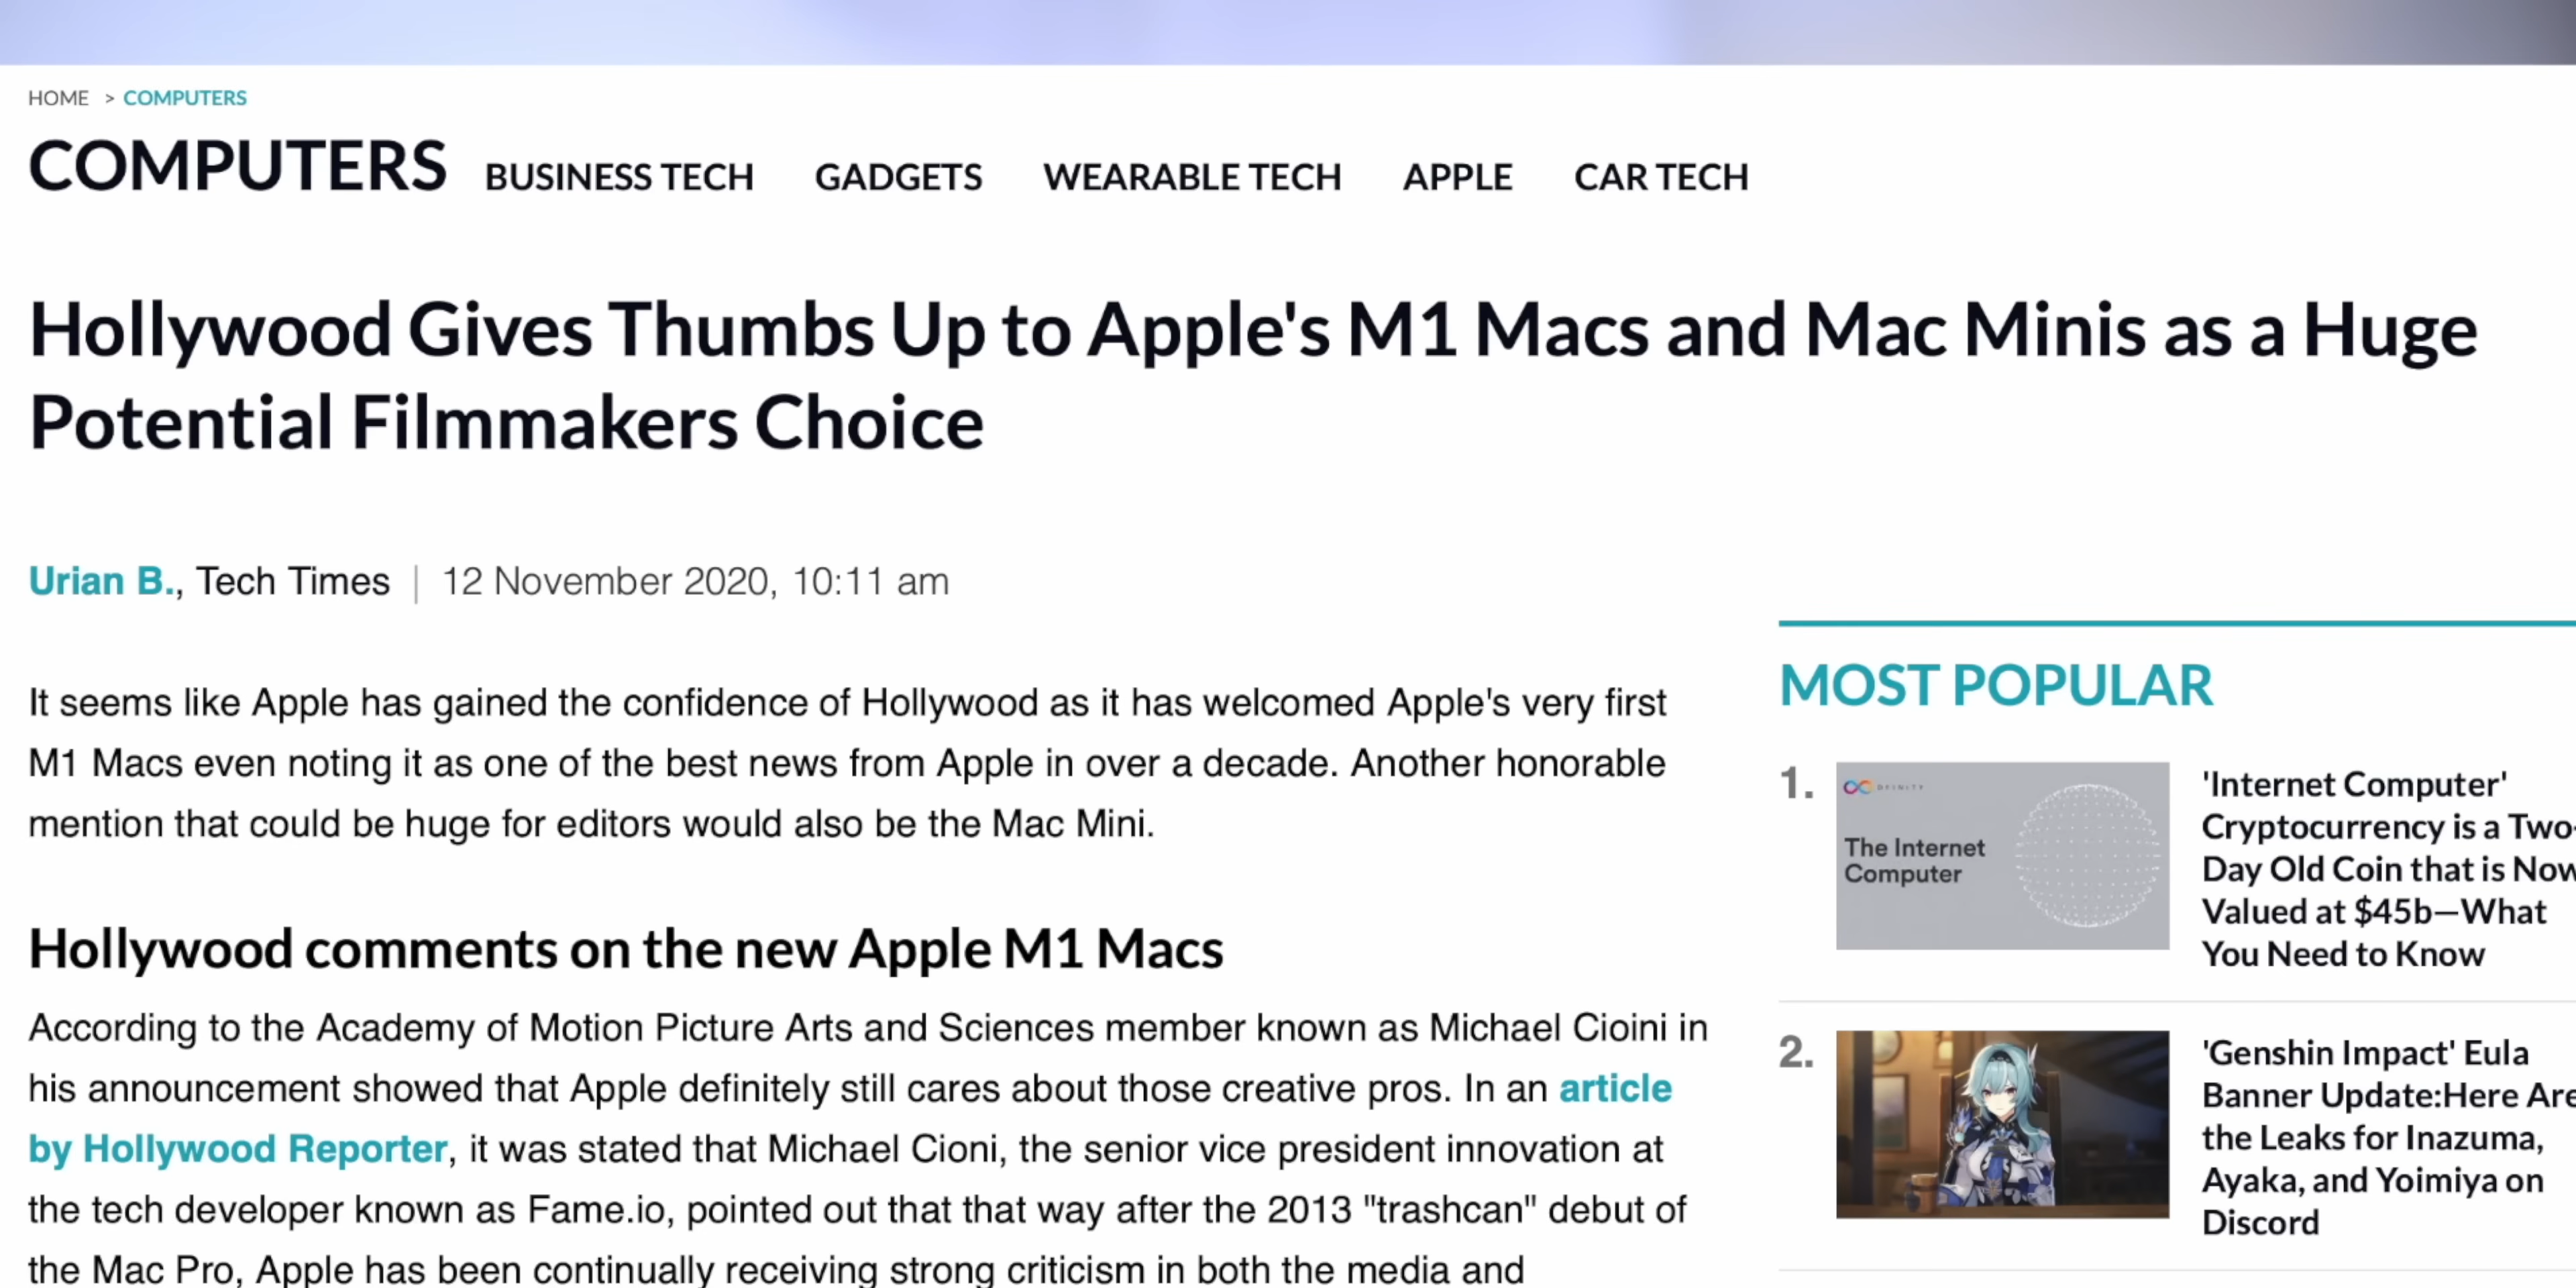 HOME > COMPUTERS
COMPUTERS BUSINESS TECH GADGETS WEARABLE TECH APPLE CAR TECH
Hollywood Gives Thumbs Up to Apple's M1 Macs and Mac Minis as a Huge
Potential Filmmakers Choice
Urian B., Tech Times | 12 November 2020, 10:11 am
It seems like Apple has gained the confidence of Hollywood as it has welcomed Apple's very first
M1 Macs even noting it as one of the best news from Apple in over a decade. Another honorable
mention that could be huge for editors would also be the Mac Mini.
Hollywood comments on the new Apple M1 Macs
According to the Academy of Motion Picture Arts and Sciences member known as Michael Cioini in
his announcement showed that Apple definitely still cares about those creative pros. In an article
by Hollywood Reporter, it was stated that Michael Cioni, the senior vice president innovation at
the tech developer known as Fame.io, pointed out that that way after the 2013 "trashcan" debut of
the Mac Pro, Apple has been continually receiving strong criticism in both the media and
MOST POPULAR
1.
DFINITY
The Internet
Computer
'Internet Computer'
Cryptocurrency is a Two-
Day Old Coin that is Now
Valued at $45b—What
You Need to Know
2.
'Genshin Impact' Eula
Banner Update:Here Are
the Leaks for Inazuma,
Ayaka, and Yoimiya on
Discord